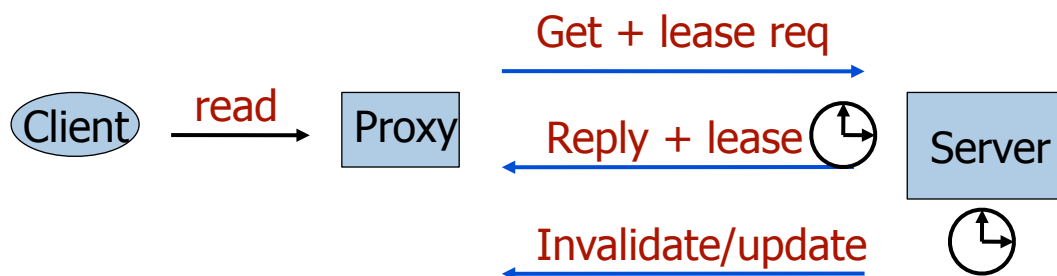 Get + lease req
Client
read
Proxy
Reply + lease
Server
Invalidate/update